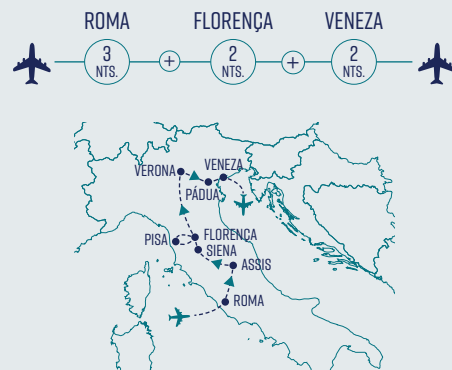 ROMA
FLORENÇA
VENEZA
3
NTS.
+
2
NTS.
+
2
NTS.
VENEZA
VERONA
PÁDUA
FLORENÇA
PISA
SIENA
ASSIS
ROMA